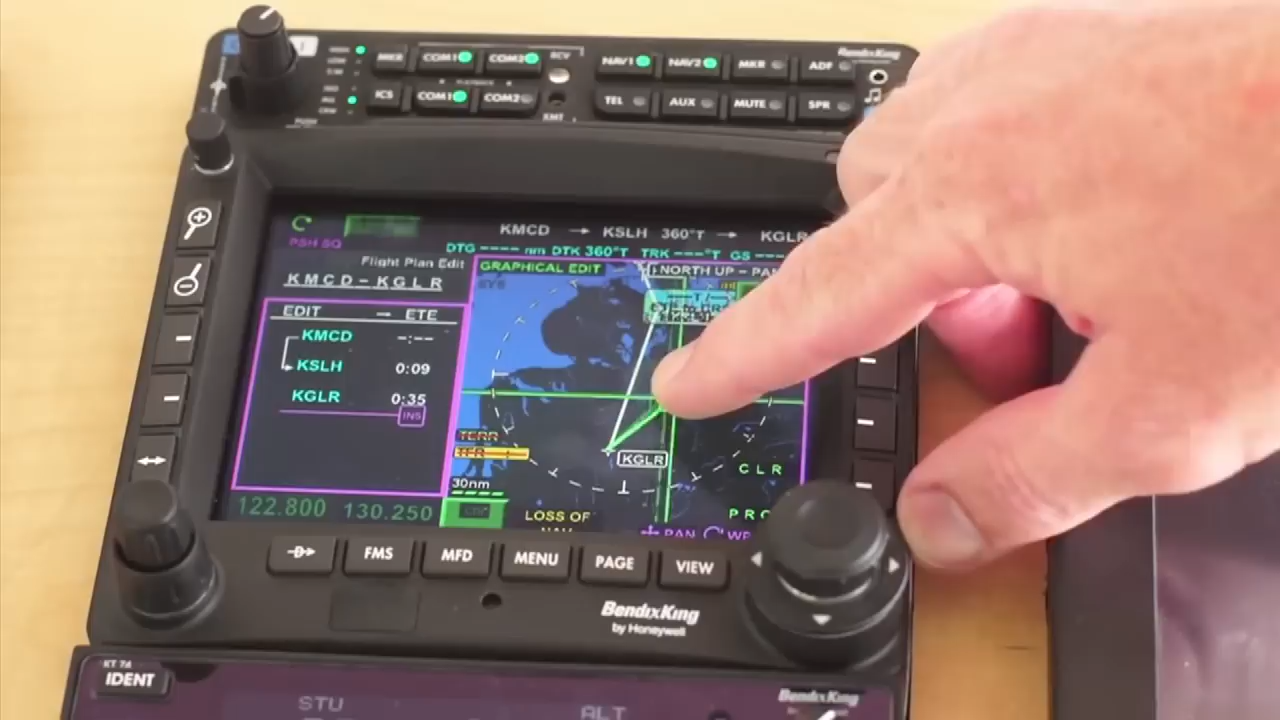 MKR COM1 COM2 RCV NAV1 NAV2 MKR ADF
BendixKing
ICS COM1 COM2 XMT TEL AUX MUTE SPR
PSH SQ
KMCD → KSLH 360°T → KGLR
DTG ---- nm DTK 360°T TRK ---°T GS
Flight Plan Edit
KMCD-KGLR
EDIT → ETE
KMCD -:--
KSLH 0:09
KGLR 0:35
INS
GRAPHICAL EDIT
NORTH UP - PAN
KGLR
TERR
TFR
30nm
CLR
PRO
LOSS OF
NAV
PAN
122.800 130.250
D FMS MFD MENU PAGE VIEW
BendixKing
by Honeywell
KT 74
IDENT
STU
ALT
BendixKing